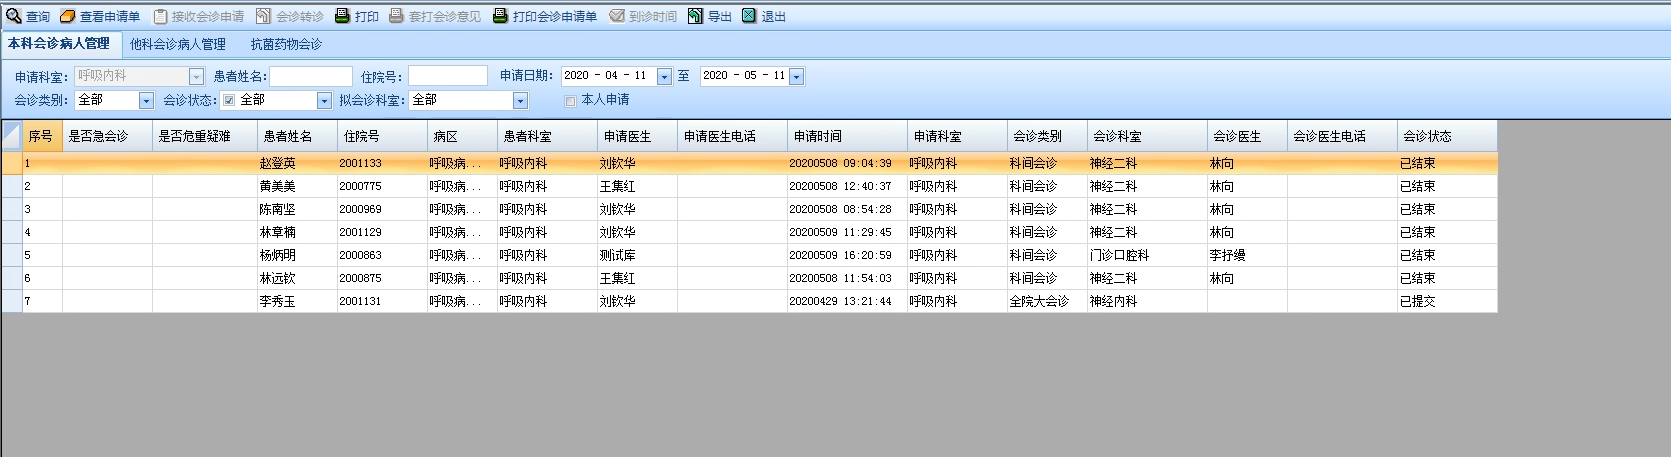 查询 查看申请单 接收会诊申请 会诊转诊 打印 套打会诊意见 打印会诊申请单 到诊时间 导出 退出
本科会诊病人管理 他科会诊病人管理 抗菌药物会诊
申请科室: 呼吸内科 患者姓名: 住院号: 申请日期: 2020 - 04 - 11 至 2020 - 05 - 11
会诊类别: 全部 会诊状态: 全部 拟会诊科室: 全部 本人申请
序号 是否急会诊 是否危重疑难 患者姓名 住院号 病区 患者科室 申请医生 申请医生电话 申请时间 申请科室 会诊类别 会诊科室 会诊医生 会诊医生电话 会诊状态
1 赵登英 2001133 呼吸病... 呼吸内科 刘钦华 20200508 09:04:39 呼吸内科 科间会诊 神经二科 林向 已结束
2 黄美美 2000775 呼吸病... 呼吸内科 王集红 20200508 12:40:37 呼吸内科 科间会诊 神经二科 林向 已结束
3 陈南坚 2000969 呼吸病... 呼吸内科 刘钦华 20200508 08:54:28 呼吸内科 科间会诊 神经二科 林向 已结束
4 林章楠 2001129 呼吸病... 呼吸内科 刘钦华 20200509 11:29:45 呼吸内科 科间会诊 神经二科 林向 已结束
5 杨炳明 2000863 呼吸病... 呼吸内科 测试库 20200509 16:20:59 呼吸内科 科间会诊 门诊口腔科 李抒缦 已结束
6 林远钦 2000875 呼吸病... 呼吸内科 王集红 20200508 11:54:03 呼吸内科 科间会诊 神经二科 林向 已结束
7 李秀玉 2001131 呼吸病... 呼吸内科 刘钦华 20200429 13:21:44 呼吸内科 全院大会诊 神经内科 已提交